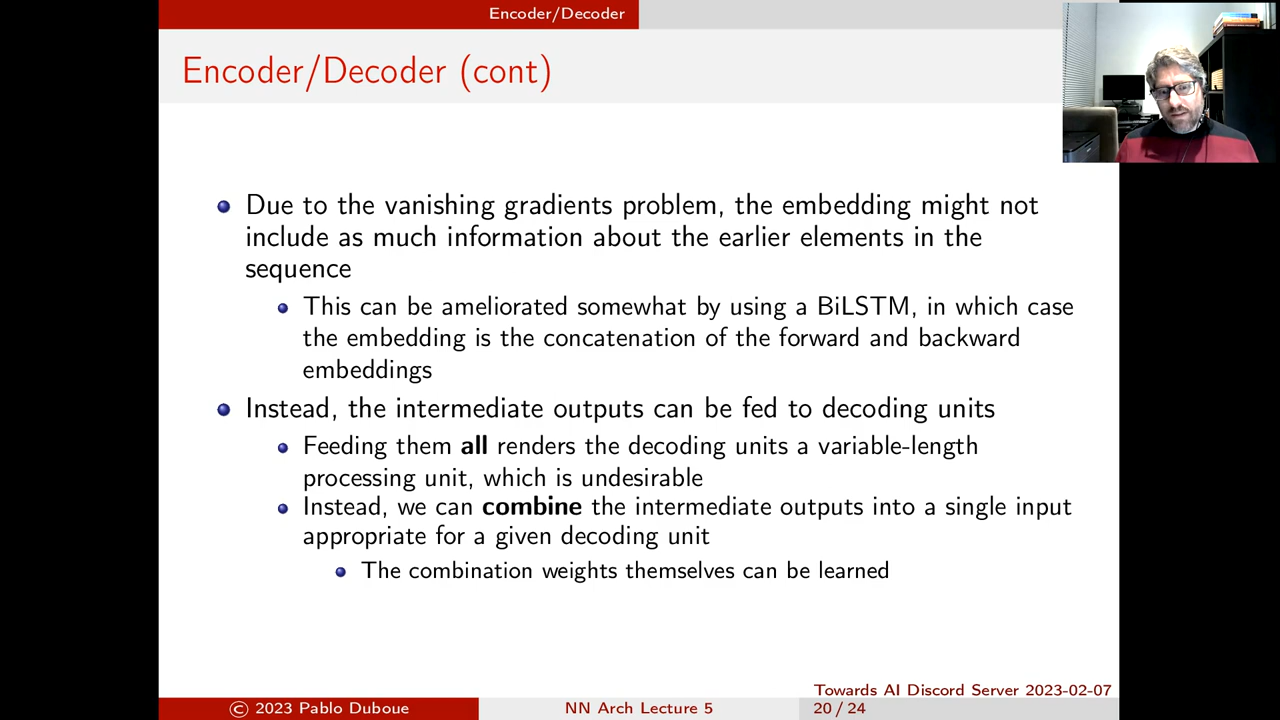 Encoder/Decoder
Encoder/Decoder (cont)
Due to the vanishing gradients problem, the embedding might not
include as much information about the earlier elements in the
sequence
This can be ameliorated somewhat by using a BiLSTM, in which case
the embedding is the concatenation of the forward and backward
embeddings
Instead, the intermediate outputs can be fed to decoding units
Feeding them all renders the decoding units a variable-length
processing unit, which is undesirable
Instead, we can combine the intermediate outputs into a single input
appropriate for a given decoding unit
The combination weights themselves can be learned
Towards AI Discord Server 2023-02-07
© 2023 Pablo Duboue
NN Arch Lecture 5
20 / 24